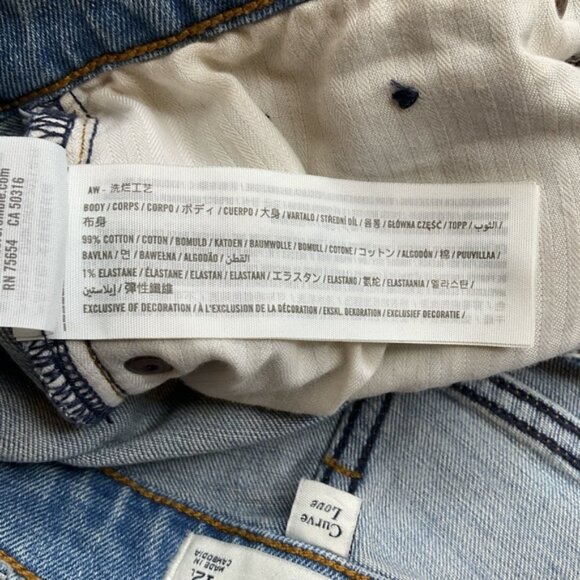 AW - 洗烂工艺
BODY / CORPS / CORPO / ボディ / CUERPO / 大身 / VARTALO / STŘEDNÍ DÍL / 몸통 / GŁÓWNA CZĘŚĆ / TOPP / الثوب /
布身
99% COTTON / COTON / BOMULD / KATOEN / BAUMWOLLE / BOMULL / COTONE / コットン / ALGODÓN / 棉 / PUUVILLA /
BAVLNA / 면 / BAWEŁNA / ALGODÃO / القطن /
1% ELASTANE / ÉLASTANE / ELASTAN / ELASTAAN / エラスタン / ELASTANO / 氨纶 / ELASTAANIA / 엘라스탄 /
إيلاستين / 彈性纖維
EXCLUSIVE OF DECORATION / À L'EXCLUSION DE LA DÉCORATION / EKSKL. DEKORATION / EXCLUSIEF DECORATIE /
RN 75654 CA 50316
Curve
Love
MADE IN
CAMBODIA